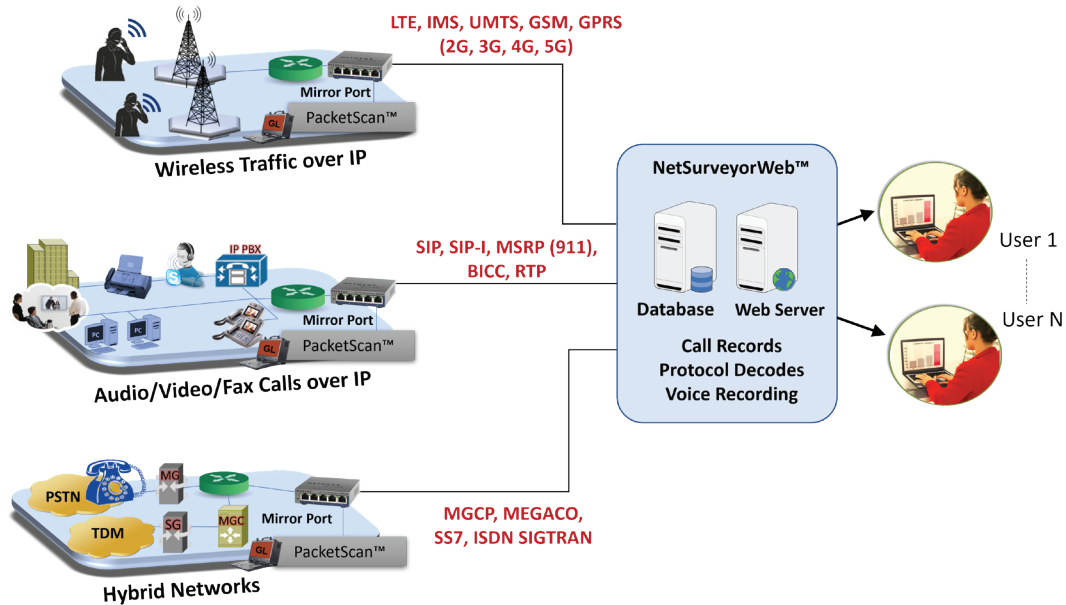 LTE, IMS, UMTS, GSM, GPRS
(2G, 3G, 4G, 5G)
Mirror Port
GL
PacketScan™
Wireless Traffic over IP
NetSurveyorWeb™
Database
Web Server
Call Records
Protocol Decodes
Voice Recording
User 1
User N
SIP, SIP-I, MSRP (911),
BICC, RTP
IP PBX
S
PC
PC
Mirror Port
GL
PacketScan™
Audio/Video/Fax Calls over IP
PSTN
MG
TDM
SG
MGC
Mirror Port
GL
PacketScan™
Hybrid Networks
MGCP, MEGACO,
SS7, ISDN SIGTRAN